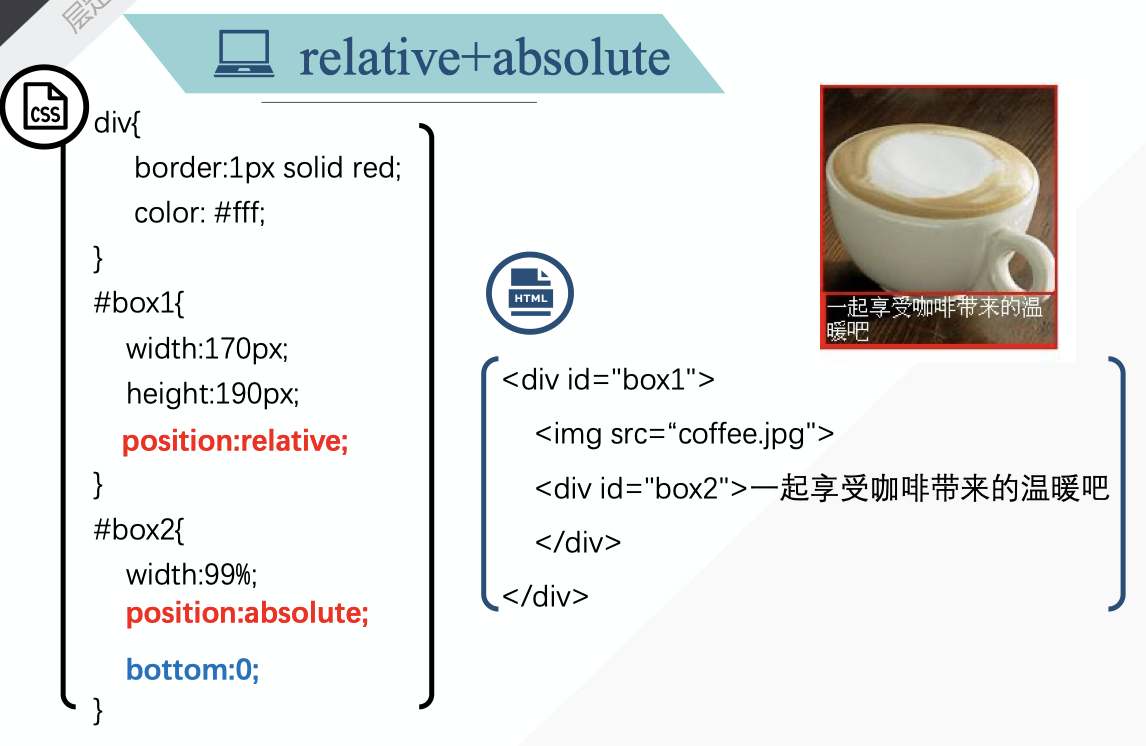 relative+absolute
CSS
div{
border:1px solid red;
color: #fff;
}
#box1{
width:170px;
height:190px;
position:relative;
}
#box2{
width:99%;
position:absolute;
bottom:0;
}
HTML
<div id="box1">
<img src=“coffee.jpg">
<div id="box2">一起享受咖啡带来的温暖吧
</div>
</div>
一起享受咖啡带来的温
暖吧